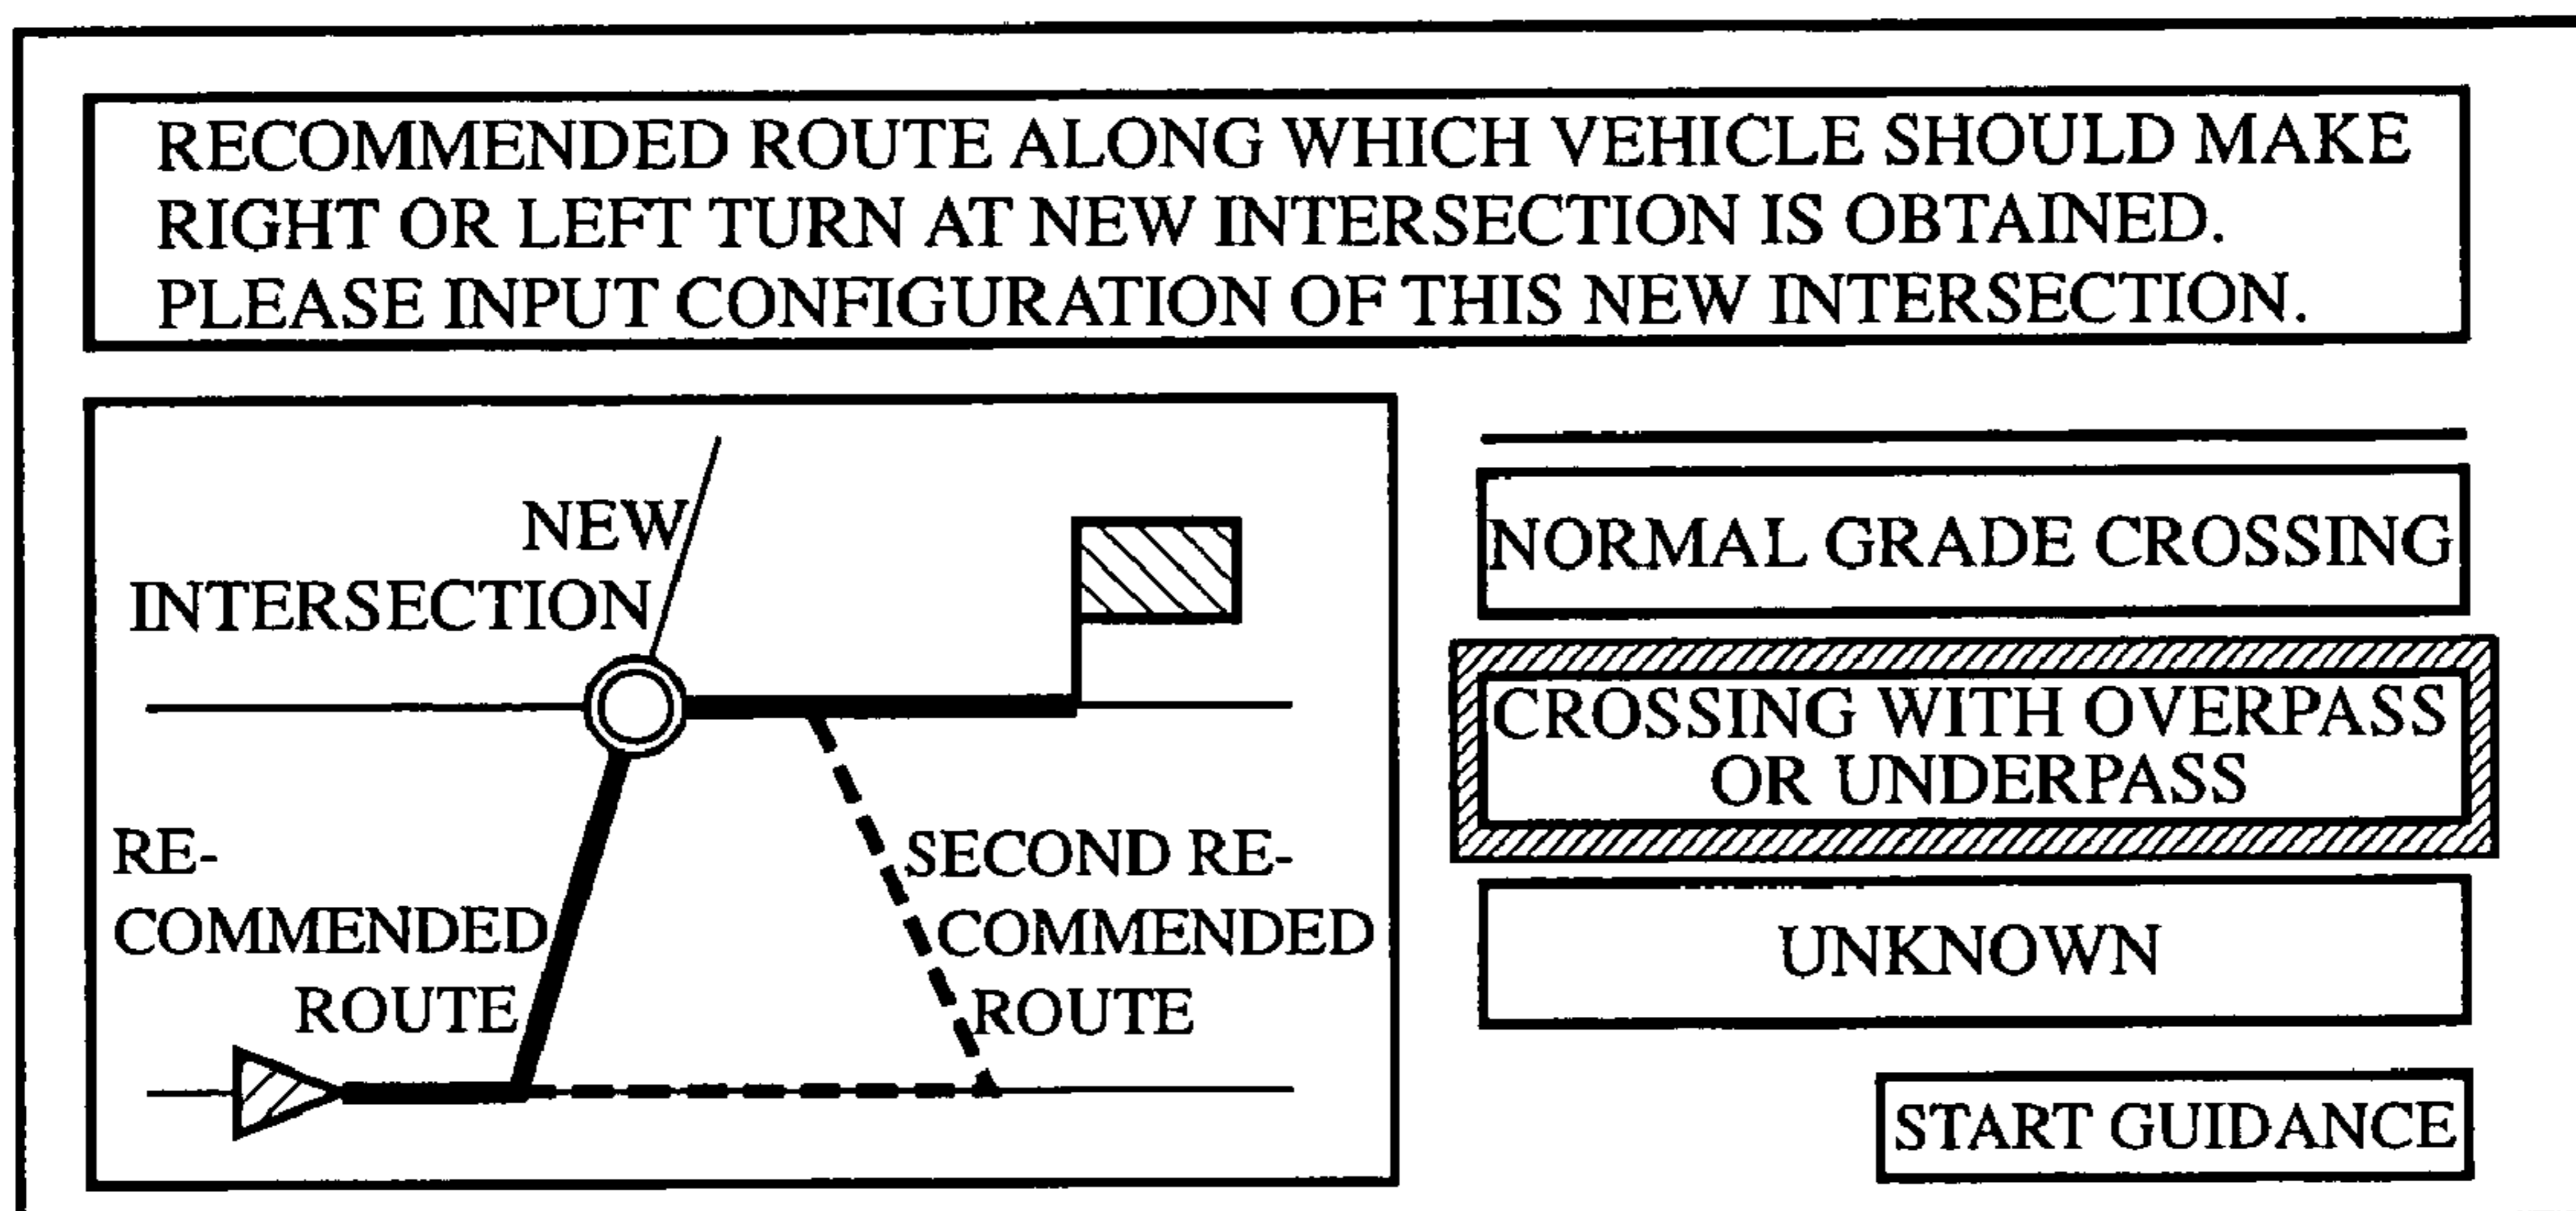 RECOMMENDED ROUTE ALONG WHICH VEHICLE SHOULD MAKE
RIGHT OR LEFT TURN AT NEW INTERSECTION IS OBTAINED.
PLEASE INPUT CONFIGURATION OF THIS NEW INTERSECTION.
NEW
INTERSECTION
RE-
COMMENDED
ROUTE
SECOND RE-
COMMENDED
ROUTE
NORMAL GRADE CROSSING
CROSSING WITH OVERPASS
OR UNDERPASS
UNKNOWN
START GUIDANCE